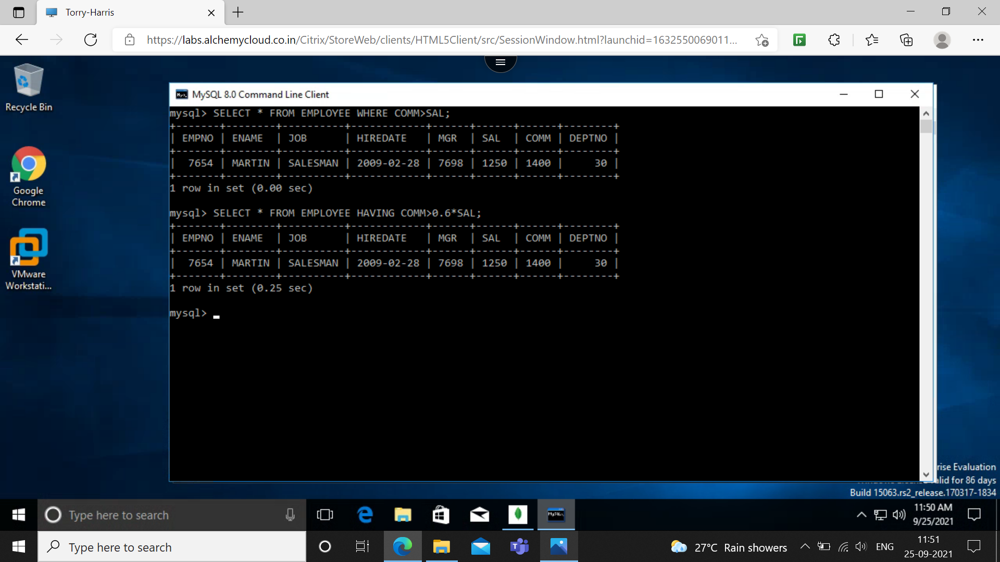 Torry-Harris
https://labs.alchemycloud.co.in/Citrix/StoreWeb/clients/HTML5Client/src/SessionWindow.html?launchid=1632550069011...
Recycle Bin
Google
Chrome
VMware
Workstati...
MySQL 8.0 Command Line Client
mysql> SELECT * FROM EMPLOYEE WHERE COMM>SAL;
+-------+--------+----------+------------+------+------+------+--------+
| EMPNO | ENAME  | JOB      | HIREDATE   | MGR  | SAL  | COMM | DEPTNO |
+-------+--------+----------+------------+------+------+------+--------+
|  7654 | MARTIN | SALESMAN | 2009-02-28 | 7698 | 1250 | 1400 |     30 |
+-------+--------+----------+------------+------+------+------+--------+
1 row in set (0.00 sec)
mysql> SELECT * FROM EMPLOYEE HAVING COMM>0.6*SAL;
+-------+--------+----------+------------+------+------+------+--------+
| EMPNO | ENAME  | JOB      | HIREDATE   | MGR  | SAL  | COMM | DEPTNO |
+-------+--------+----------+------------+------+------+------+--------+
|  7654 | MARTIN | SALESMAN | 2009-02-28 | 7698 | 1250 | 1400 |     30 |
+-------+--------+----------+------------+------+------+------+--------+
1 row in set (0.25 sec)
mysql> _
rise Evaluation
alid for 86 days
Build 15063.rs2_release.170317-1834
Type here to search
11:50 AM
9/25/2021
Type here to search
27°C Rain showers
ENG
11:51
25-09-2021